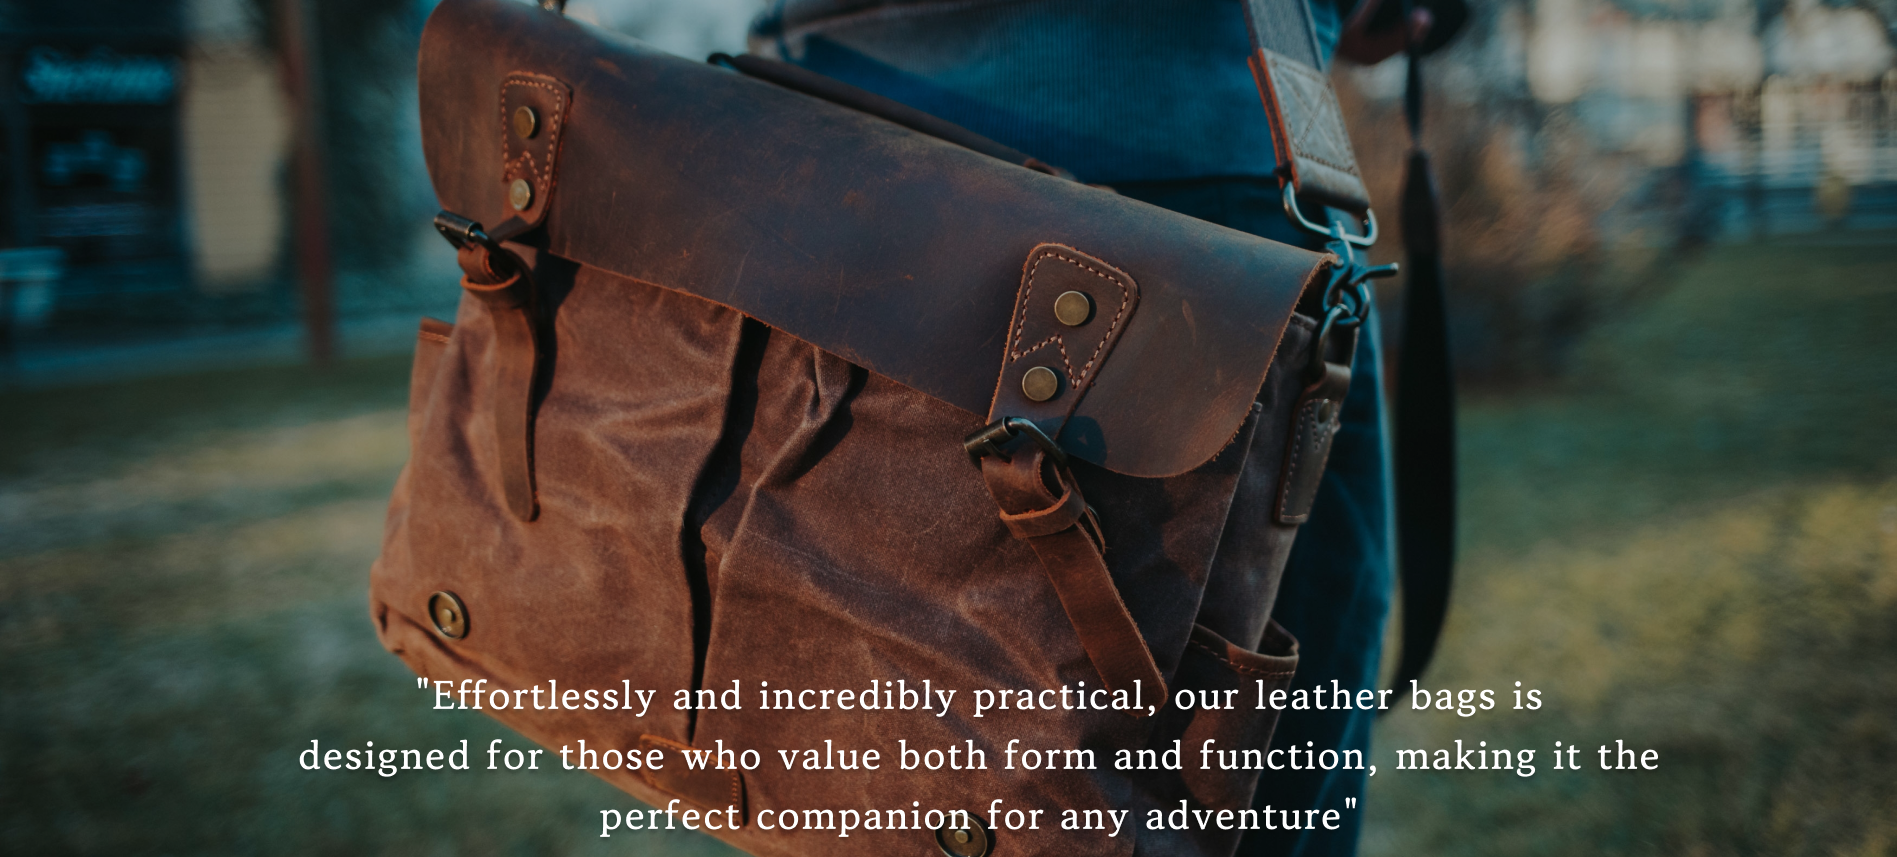 "Effortlessly and incredibly practical, our leather bags is
designed for those who value both form and function, making it the
perfect companion for any adventure"